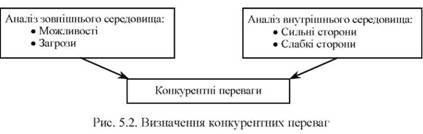 Аналіз зовнішнього середовища:
● Можливості
● Загрози
Аналіз внутрішнього середовища:
● Сильні сторони
● Слабкі сторони
Конкурентні переваги
Рис. 5.2. Визначення конкурентних переваг